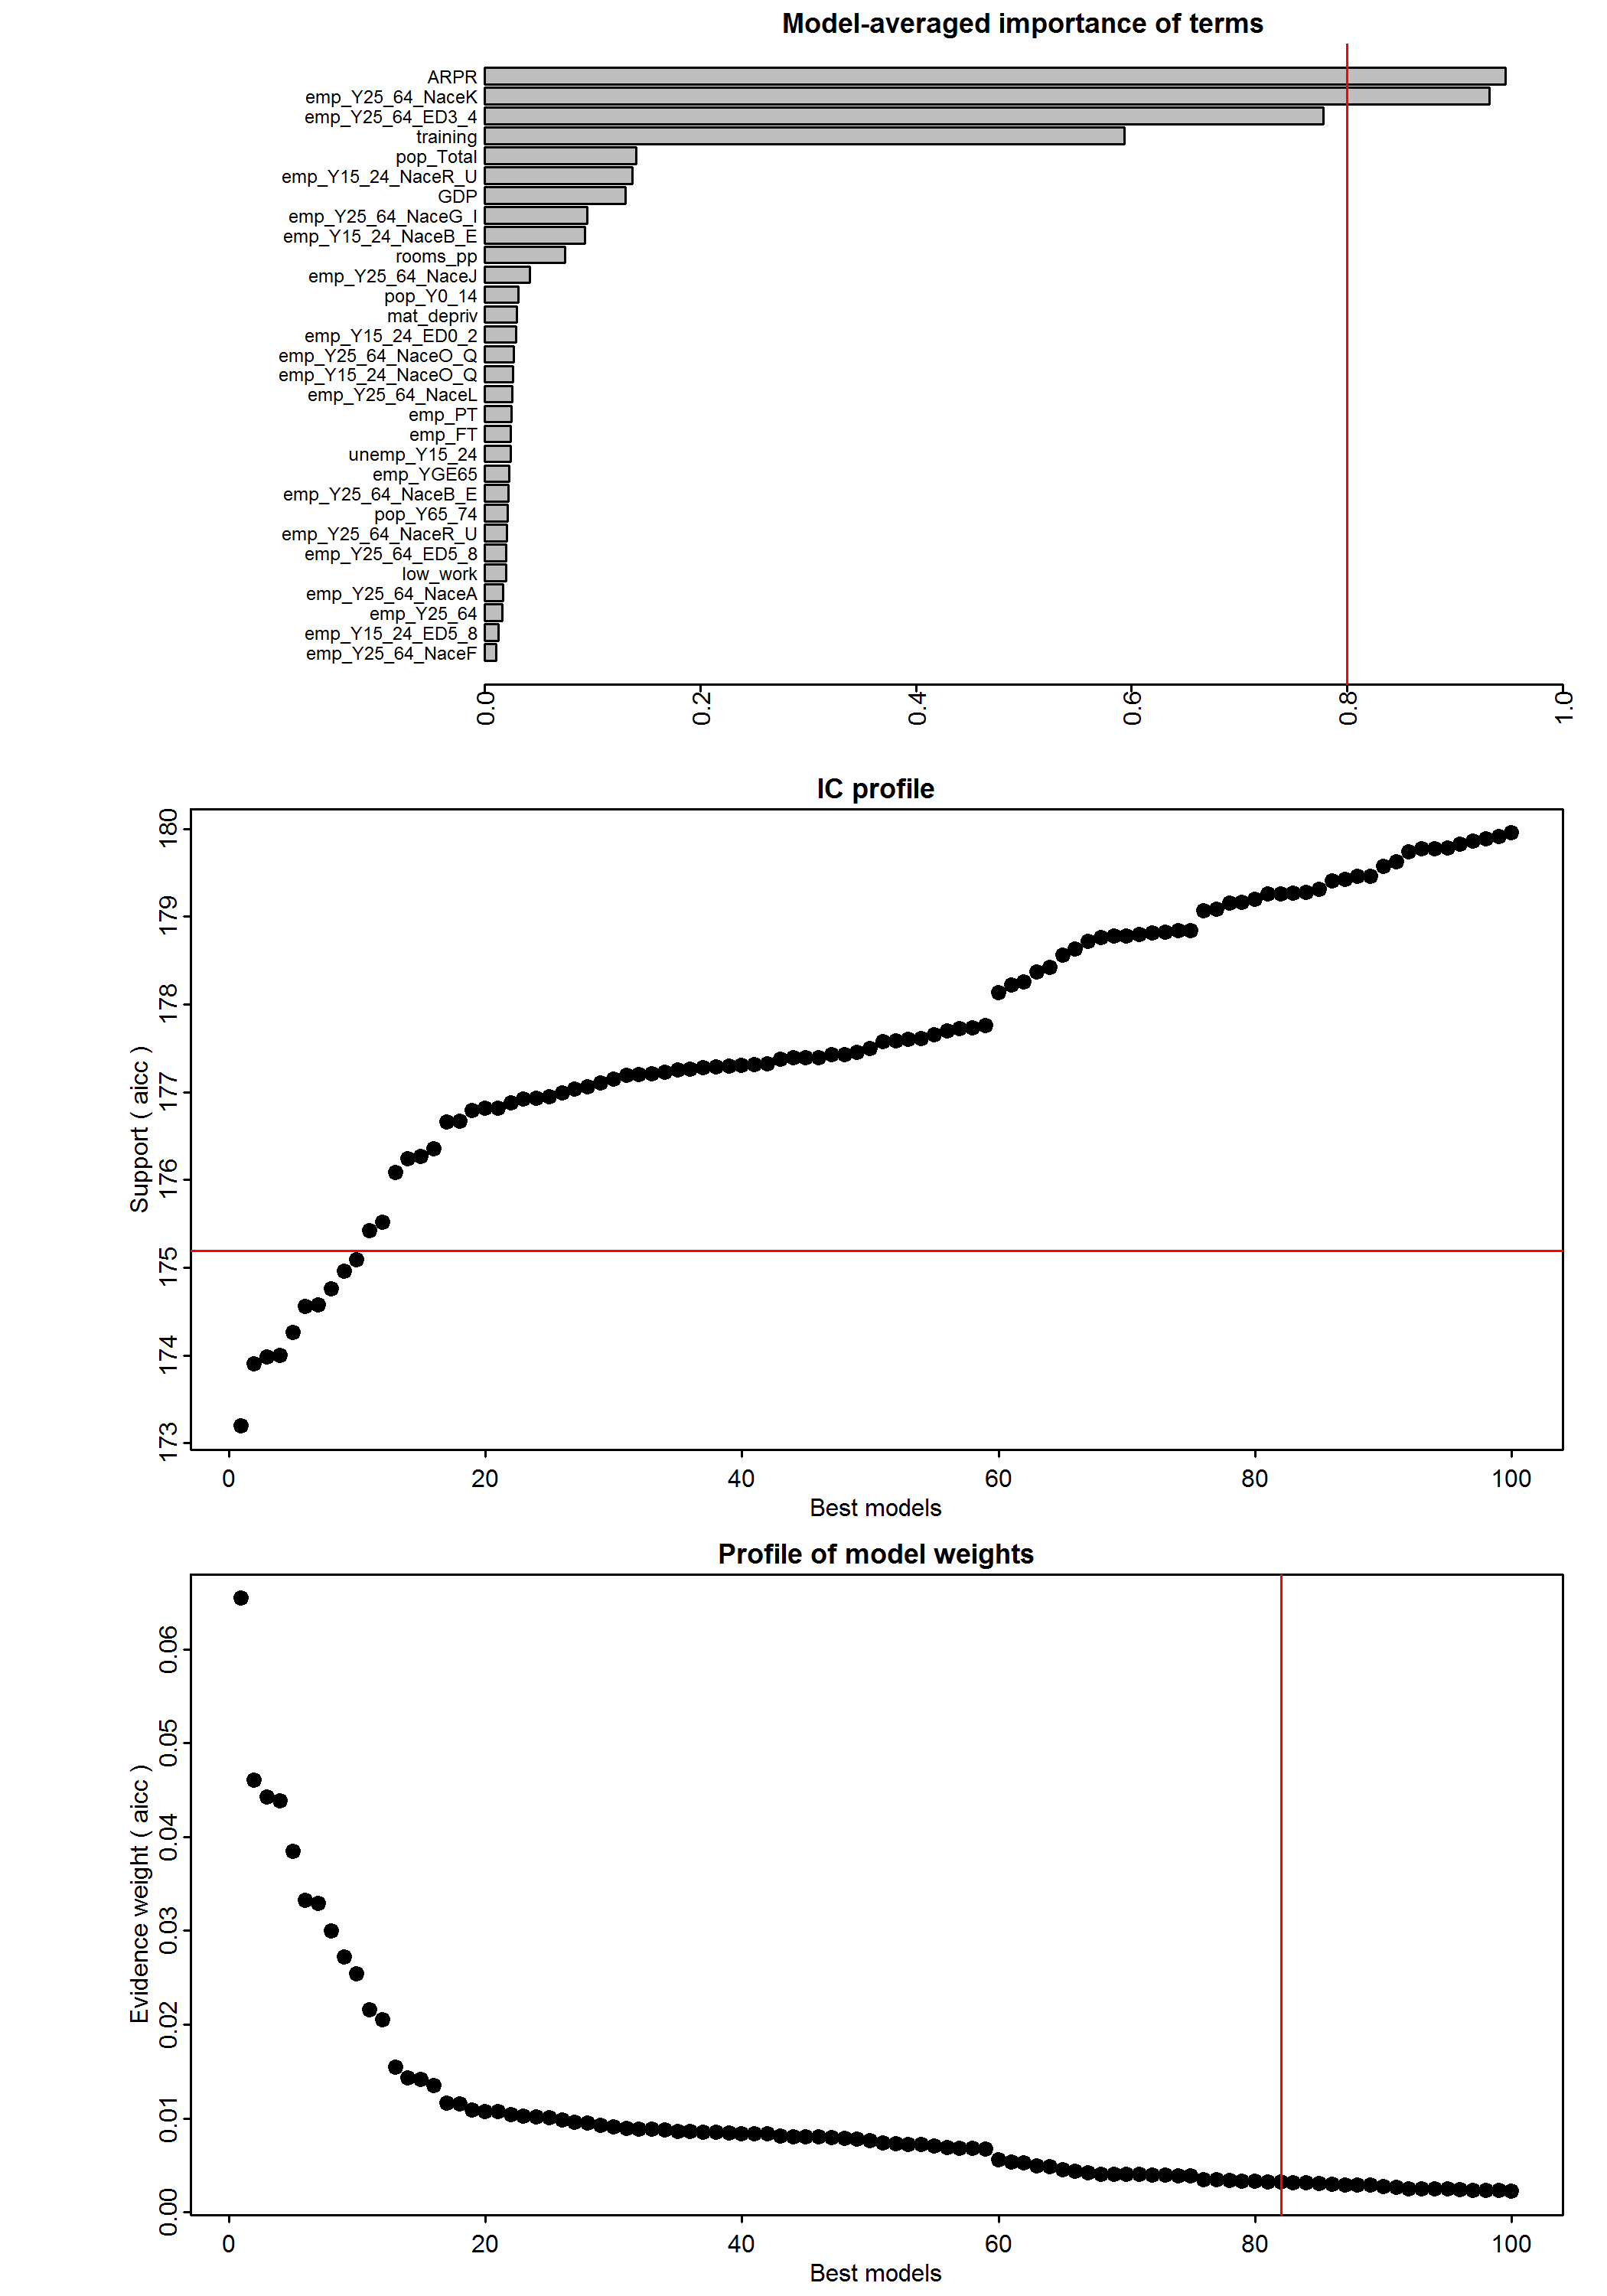 Model-averaged importance of terms
ARPR
emp_Y25_64_NaceK
emp_Y25_64_ED3_4
training
pop_Total
emp_Y15_24_NaceR_U
GDP
emp_Y25_64_NaceG_I
emp_Y15_24_NaceB_E
rooms_pp
emp_Y25_64_NaceJ
pop_Y0_14
mat_depriv
emp_Y15_24_ED0_2
emp_Y25_64_NaceO_Q
emp_Y15_24_NaceO_Q
emp_Y25_64_NaceL
emp_PT
emp_FT
unemp_Y15_24
emp_YGE65
emp_Y25_64_NaceB_E
pop_Y65_74
emp_Y25_64_NaceR_U
emp_Y25_64_ED5_8
low_work
emp_Y25_64_NaceA
emp_Y25_64
emp_Y15_24_ED5_8
emp_Y25_64_NaceF
0.0 0.2 0.4 0.6 0.8 1.0
IC profile
Support ( aicc )
180
179
178
177
176
175
174
173
0 20 40 60 80 100
Best models
Profile of model weights
Evidence weight ( aicc )
0.06
0.05
0.04
0.03
0.02
0.01
0.00
0 20 40 60 80 100
Best models